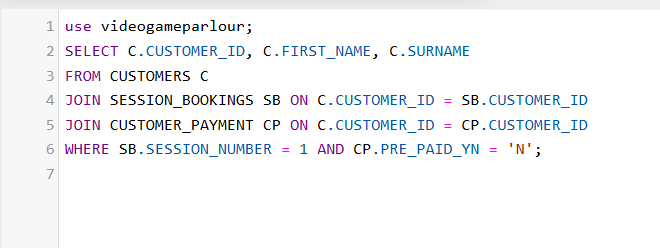 1 use videogameparlour;
2 SELECT C.CUSTOMER_ID, C.FIRST_NAME, C.SURNAME
3 FROM CUSTOMERS C
4 JOIN SESSION_BOOKINGS SB ON C.CUSTOMER_ID = SB.CUSTOMER_ID
5 JOIN CUSTOMER_PAYMENT CP ON C.CUSTOMER_ID = CP.CUSTOMER_ID
6 WHERE SB.SESSION_NUMBER = 1 AND CP.PRE_PAID_YN = 'N';
7